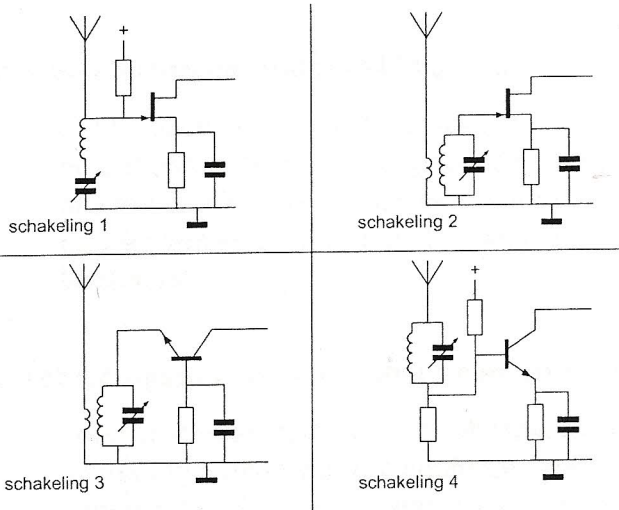 +
schakeling 1
schakeling 2
+
schakeling 3
schakeling 4